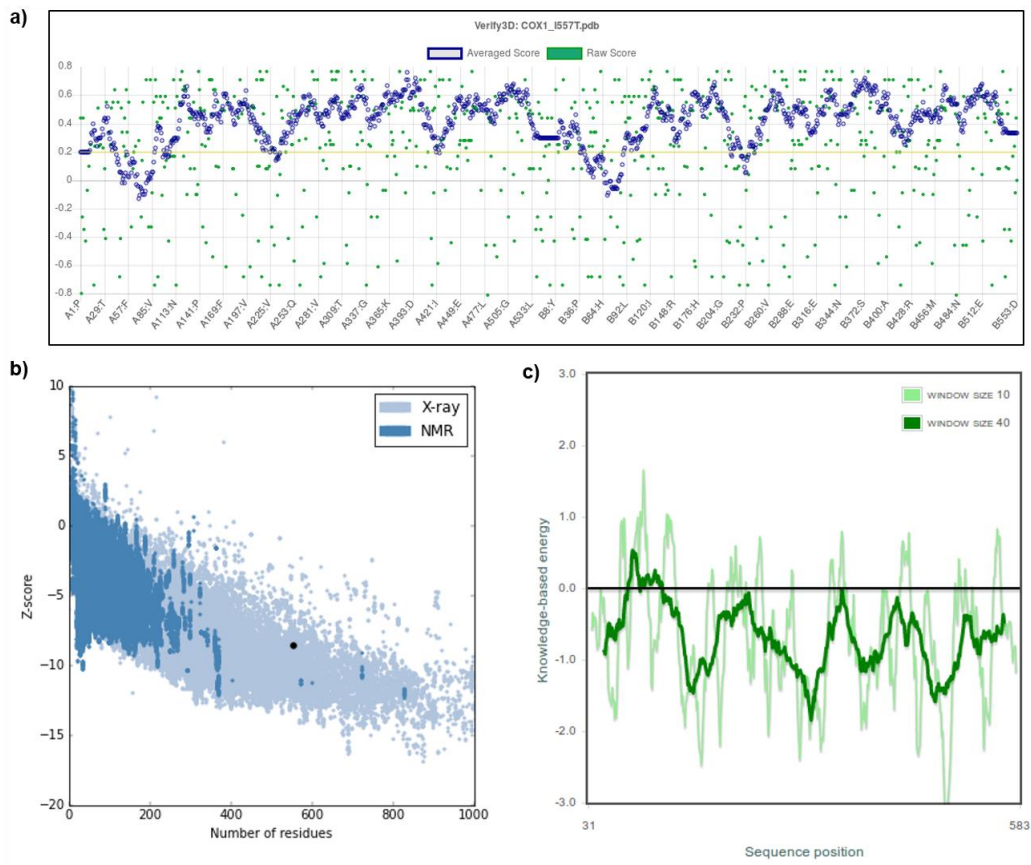 a)
Verify3D: COX1_I557T.pdb
Averaged Score Raw Score
0.8
0.6
0.4
0.2
0
-0.2
-0.4
-0.6
-0.8
A1:P A29:T A57:F A85:V A113:N A141:P A169:F A197:V A225:V A253:Q A281:V A309:T A337:G A365:K A393:D A421:I A449:E A477:L A505:G A533:L B8:Y B36:P B64:H B92:L B120:I B148:R B176:H B204:G B232:P B260:V B288:E B316:E B344:N B372:S B400:A B428:R B456:M B484:N B512:E B553:D
b)
Z-score
10
5
0
−5
−10
−15
−20
X-ray
NMR
0 200 400 600 800 1000
Number of residues
c)
Knowledge-based energy
3.0
2.0
1.0
0.0
-1.0
-2.0
-3.0
WINDOW SIZE 10
WINDOW SIZE 40
31 583
Sequence position